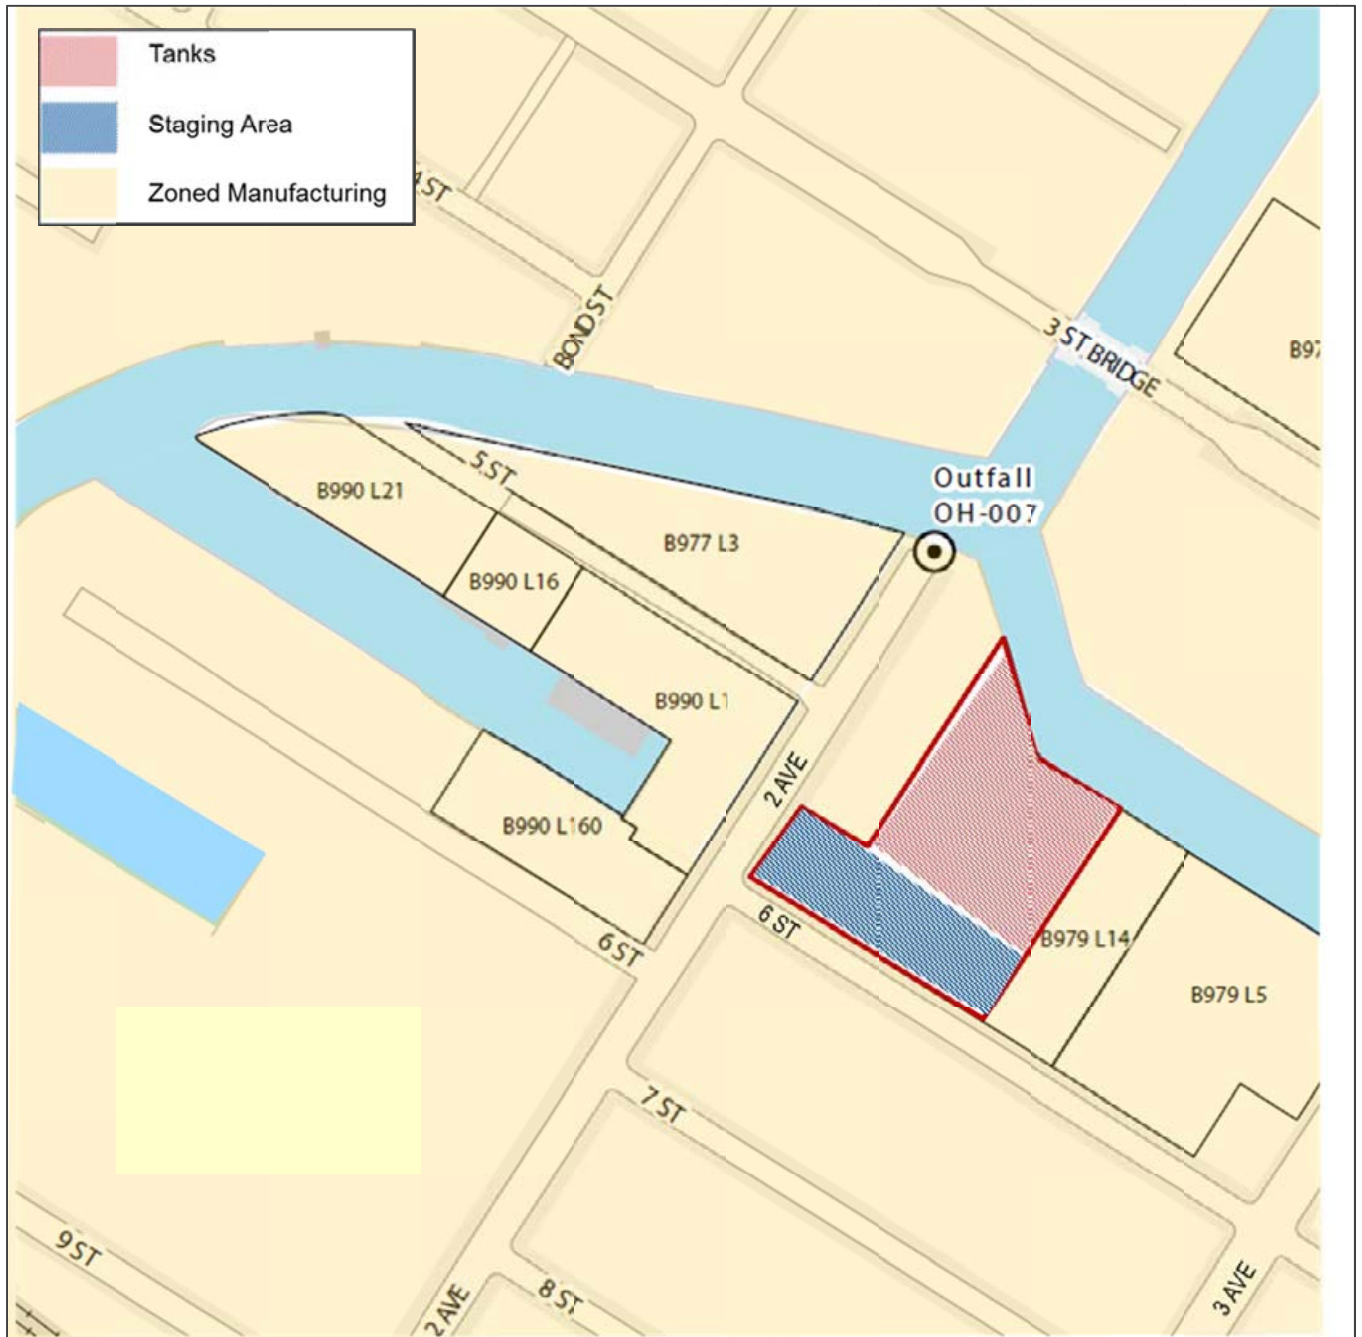 Tanks
Staging Area
Zoned Manufacturing
4 ST
BOND ST
3 ST BRIDGE
B97
Outfall
OH-007
5 ST
B990 L21
B977 L3
B990 L16
B990 L1
2 AVE
B990 L160
6 ST
6 ST
B979 L14
B979 L5
7 ST
9 ST
8 ST
2 AVE
3 AVE